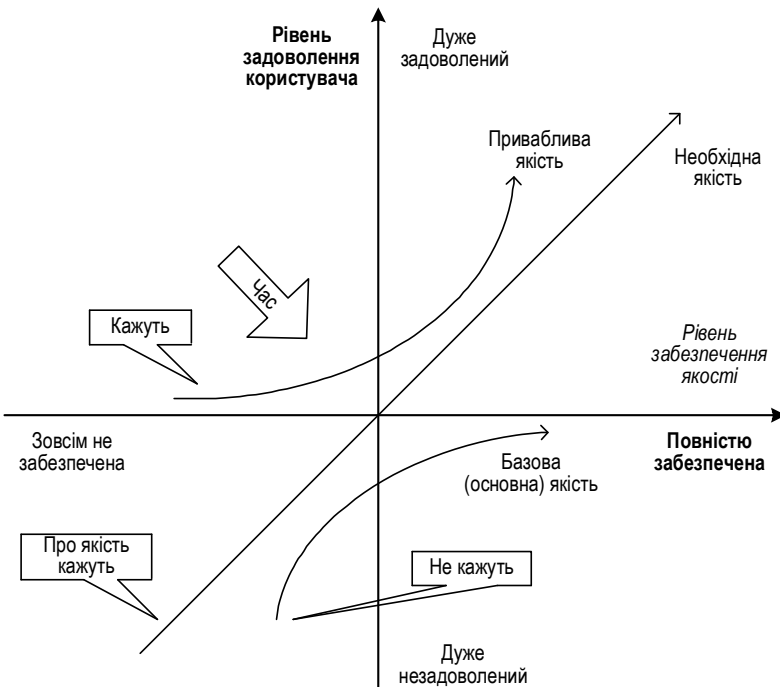 Рівень
задоволення
користувача
Дуже
задоволений
Приваблива
якість
Необхідна
якість
Час
Кажуть
Рівень
забезпечення
якості
Зовсім не
забезпечена
Повністю
забезпечена
Базова
(основна) якість
Про якість
кажуть
Не кажуть
Дуже
незадоволений